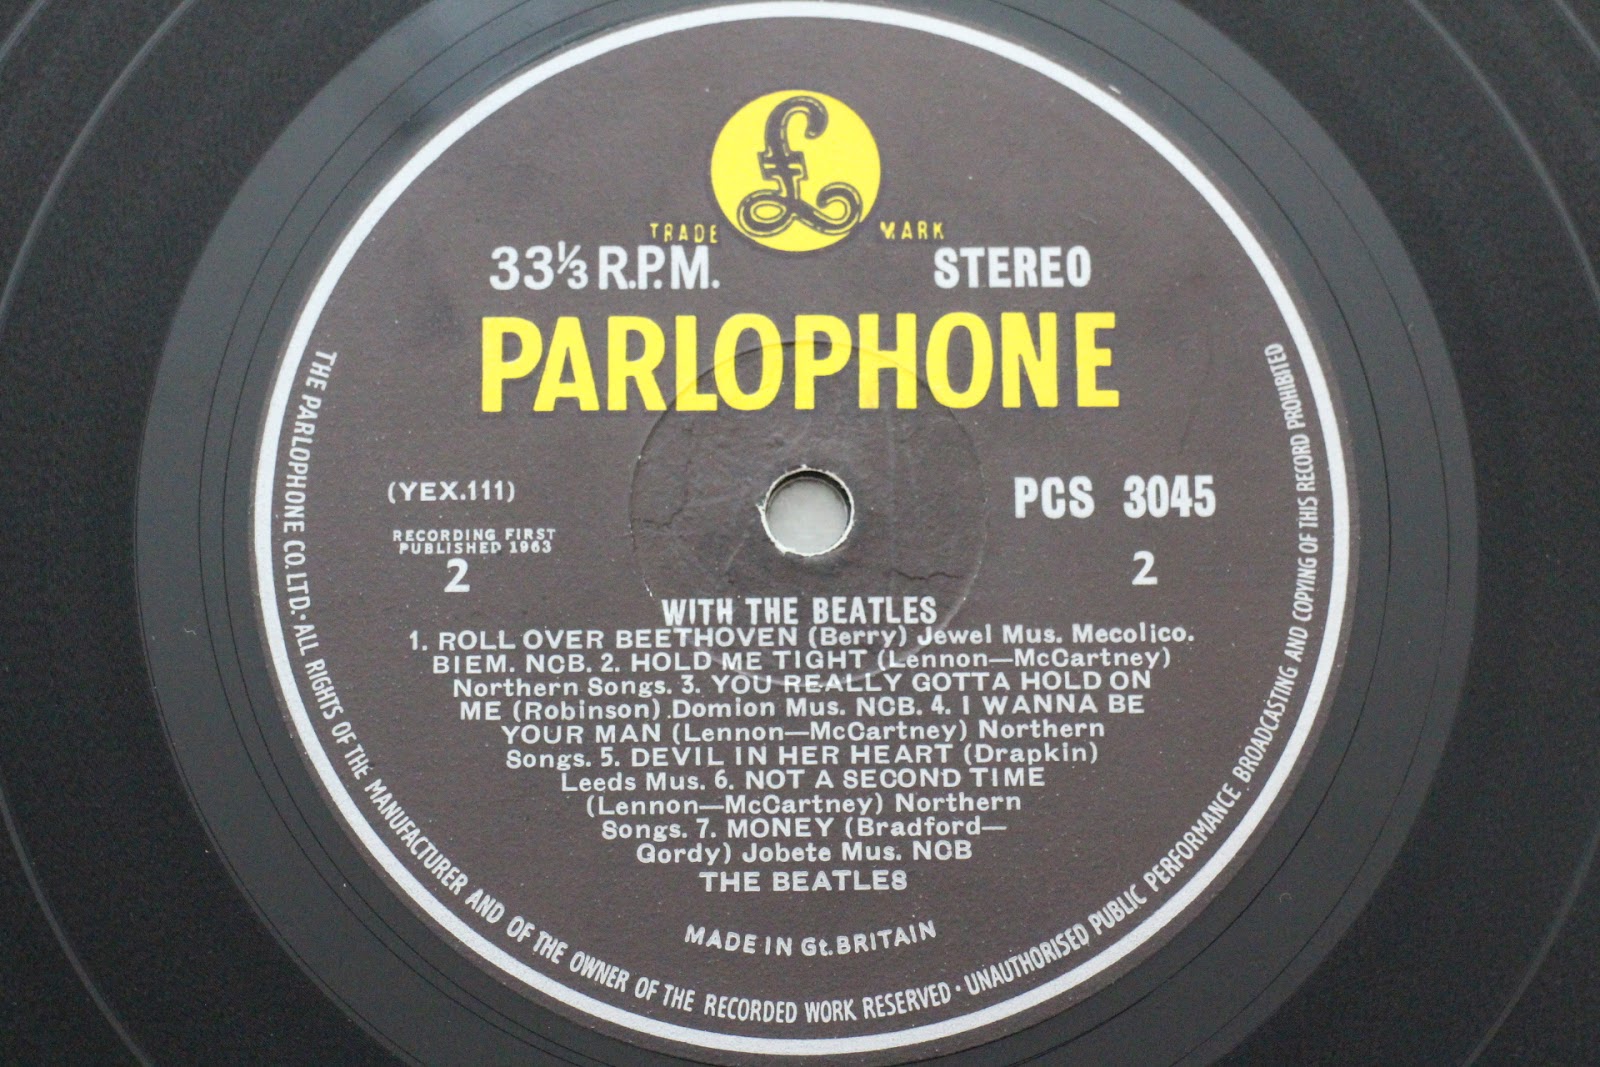 £
TRADE MARK
33⅓ R.P.M. STEREO
PARLOPHONE
(YEX.111) PCS 3045
RECORDING FIRST
PUBLISHED 1963
2 2
WITH THE BEATLES
1. ROLL OVER BEETHOVEN (Berry) Jewel Mus. Mecolico.
BIEM. NCB. 2. HOLD ME TIGHT (Lennon—McCartney)
Northern Songs. 3. YOU REALLY GOTTA HOLD ON
ME (Robinson) .Domion Mus. NCB. 4. I WANNA BE
YOUR MAN (Lennon—McCartney) Northern
Songs. 5. DEVIL IN HER HEART (Drapkin)
Leeds Mus. 6. NOT A SECOND TIME
(Lennon—McCartney) Northern
Songs. 7. MONEY (Bradford—
Gordy) Jobete Mus. NCB
THE BEATLES
MADE IN Gt. BRITAIN
THE PARLOPHONE CO. LTD. · ALL RIGHTS OF THE MANUFACTURER AND OF THE OWNER OF THE RECORDED WORK RESERVED · UNAUTHORISED PUBLIC PERFORMANCE BROADCASTING AND COPYING OF THIS RECORD PROHIBITED